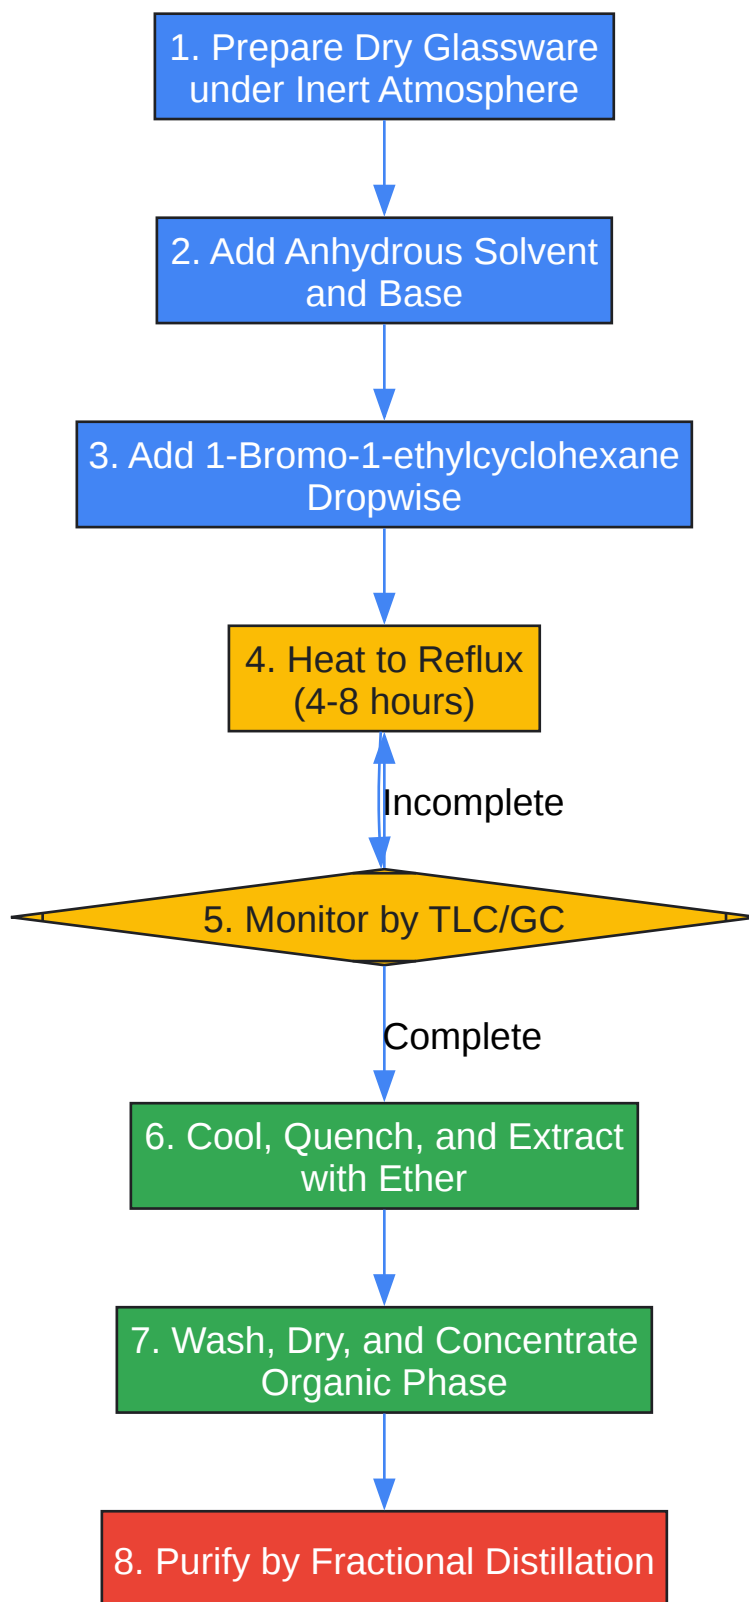 1. Prepare Dry Glassware
under Inert Atmosphere
2. Add Anhydrous Solvent
and Base
3. Add 1-Bromo-1-ethylcyclohexane
Dropwise
4. Heat to Reflux
(4-8 hours)
Incomplete
5. Monitor by TLC/GC
Complete
6. Cool, Quench, and Extract
with Ether
7. Wash, Dry, and Concentrate
Organic Phase
8. Purify by Fractional Distillation